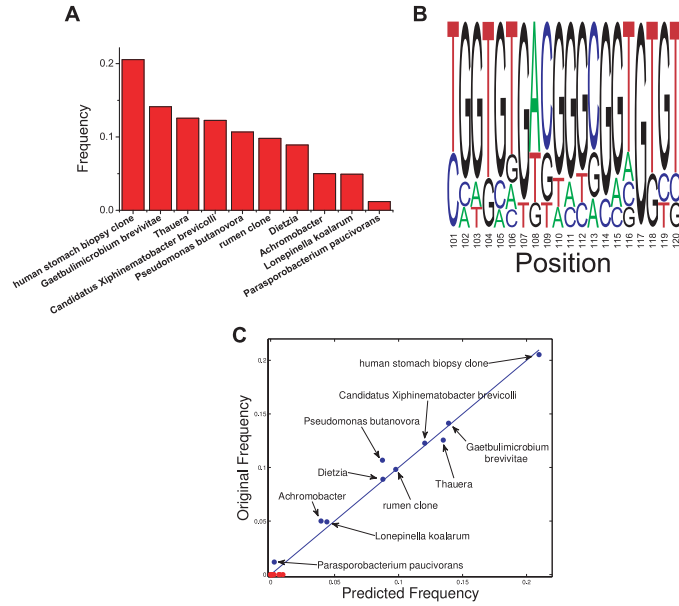 A
Frequency
0.2
0.1
0.0
human stomach biopsy clone
Gaetbulimicrobium brevivitae
Thauera
Candidatus Xiphinematobacter brevicolli
Pseudomonas butanovora
rumen clone
Dietzia
Achromobacter
Lonepinella koalarum
Parasporobacterium paucivorans
B
101 102 103 104 105 106 107 108 109 110 111 112 113 114 115 116 117 118 119 120
Position
C
Original Frequency
0.2
0.15
0.1
0.05
0
human stomach biopsy clone
Candidatus Xiphinematobacter brevicolli
Pseudomonas butanovora
Gaetbulimicrobium
brevivitae
Dietzia
Thauera
rumen clone
Achromobacter
Lonepinella koalarum
Parasporobacterium paucivorans
0 0.05 0.1 0.15 0.2
Predicted Frequency